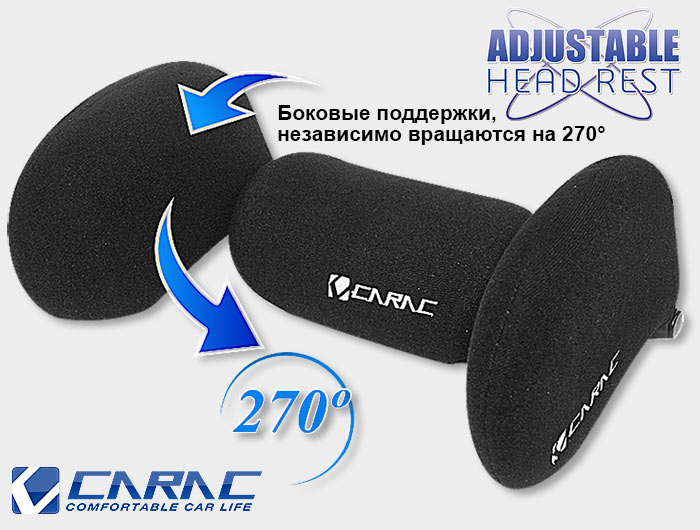 ADJUSTABLE
HEAD REST
Боковые поддержки,
независимо вращаются на 270°
CARAC
CARAC
270°
CARAC
COMFORTABLE CAR LIFE